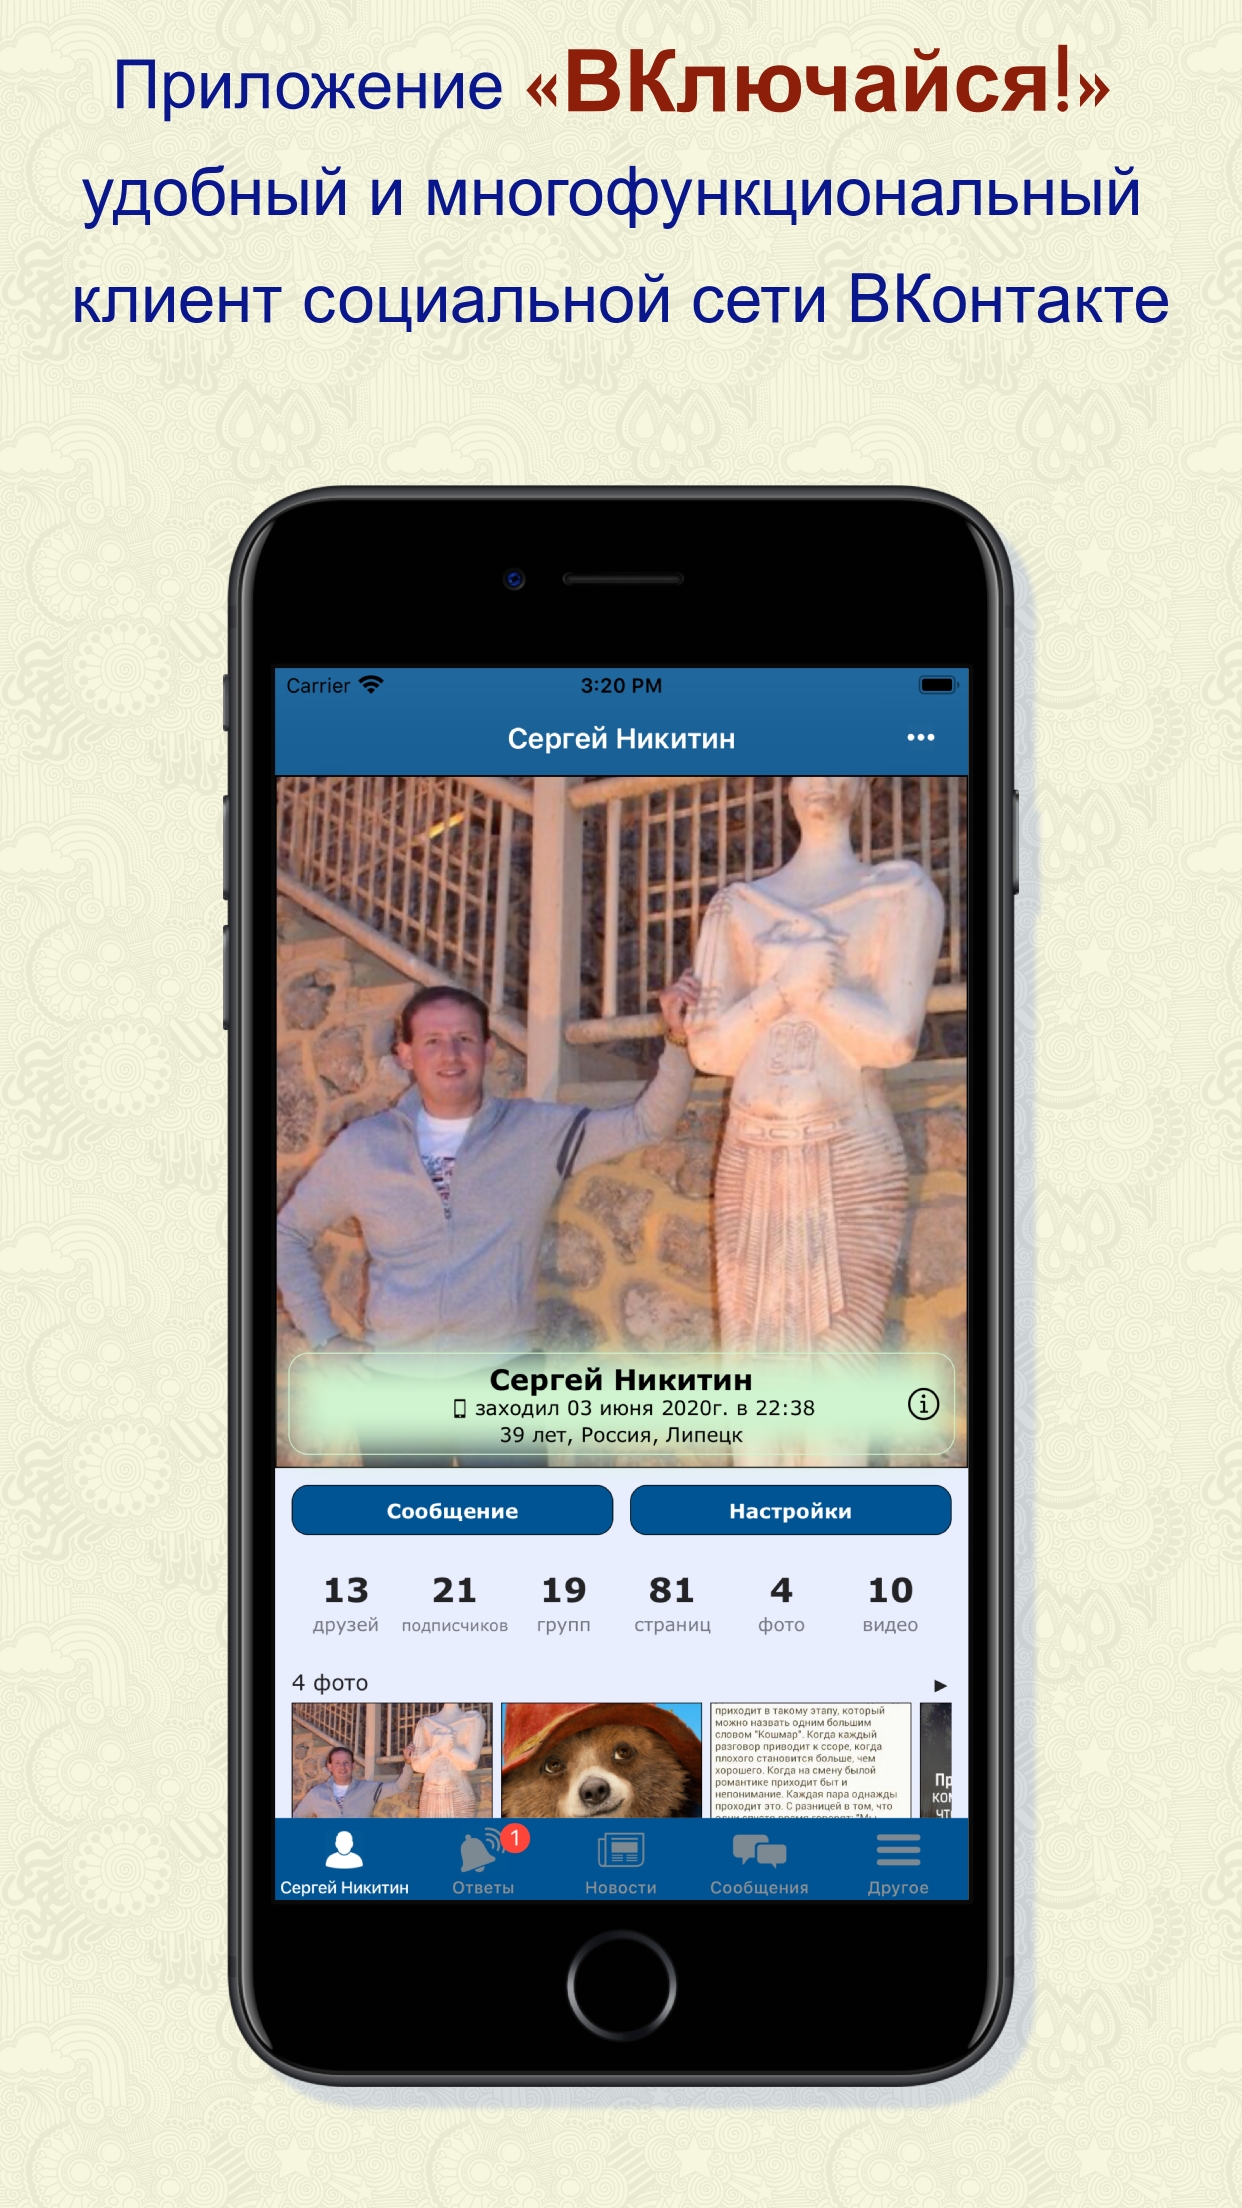 Приложение «ВКлючайся!»
удобный и многофункциональный
клиент социальной сети ВКонтакте
Carrier 3:20 PM
Сергей Никитин
Сергей Никитин
заходил 03 июня 2020г. в 22:38
39 лет, Россия, Липецк
Сообщение Настройки
13 21 19 81 4 10
друзей подписчиков групп страниц фото видео
4 фото
приходит в такому этапу, который
можно назвать одним большим
словом "Кошмар". Когда каждый
разговор приводит к ссоре, когда
плохого становится больше, чем
хорошего. Когда на смену былой
романтике приходит быт и
непонимание. Каждая пара однажды
проходит это. С разницей в том, что
Пр
ком
чт
1
Сергей Никитин Ответы Новости Сообщения Другое